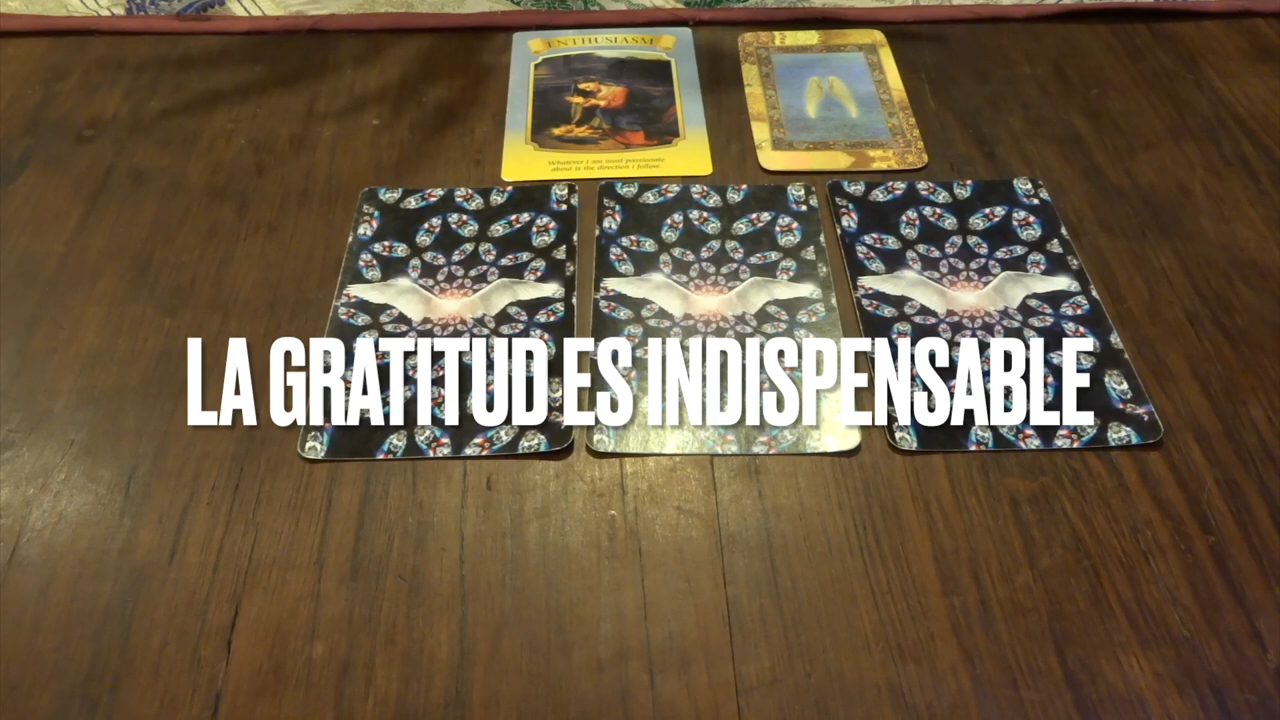 ENTHUSIASM
Whatever I am most passionate
about is the direction I follow.
LA GRATITUD ES INDISPENSABLE